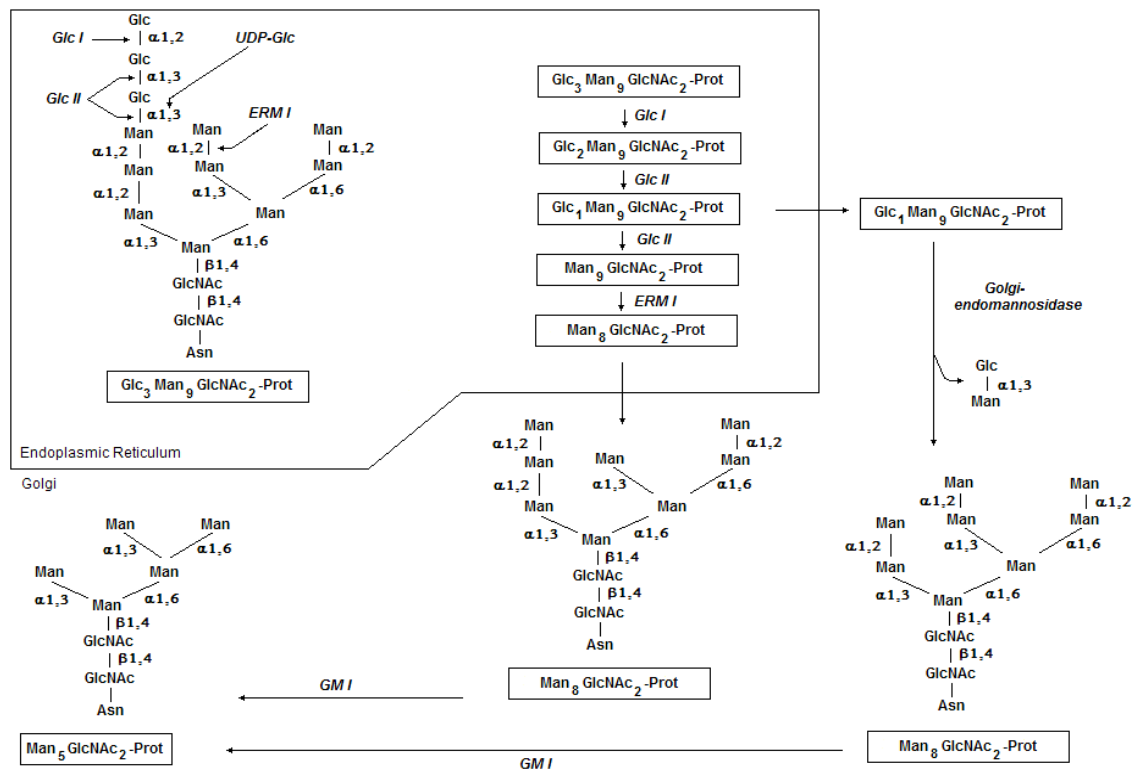 Glc
Glc I
α1,2
UDP-Glc
Glc
α1,3
Glc II
Glc
α1,3
ERM I
Man
Man
Man
α1,2
α1,2
α1,2
Man
Man
Man
α1,2
α1,3
α1,6
Man
Man
α1,3
α1,6
Man
β1,4
GlcNAc
β1,4
GlcNAc
Asn
Glc3 Man9 GlcNAc2 -Prot
Endoplasmic Reticulum
Glc3 Man9 GlcNAc2 -Prot
Glc I
Glc2 Man9 GlcNAc2 -Prot
Glc II
Glc1 Man9 GlcNAc2 -Prot
Glc II
Man9 GlcNAc2 -Prot
ERM I
Man8 GlcNAc2 -Prot
Glc1 Man9 GlcNAc2 -Prot
Golgi-
endomannosidase
Glc
α1,3
Man
Golgi
Man
Man
α1,2
α1,2
Man
Man
Man
α1,2
α1,3
α1,6
Man
Man
α1,3
α1,6
Man
β1,4
GlcNAc
β1,4
GlcNAc
Asn
Man8 GlcNAc2 -Prot
Man
Man
α1,2
α1,2
Man
Man
Man
α1,2
α1,3
α1,6
Man
Man
α1,3
α1,6
Man
β1,4
GlcNAc
β1,4
GlcNAc
Asn
Man8 GlcNAc2 -Prot
Man
Man
α1,3
α1,6
Man
Man
α1,3
α1,6
Man
β1,4
GlcNAc
β1,4
GlcNAc
Asn
Man5 GlcNAc2 -Prot
GM I
GM I